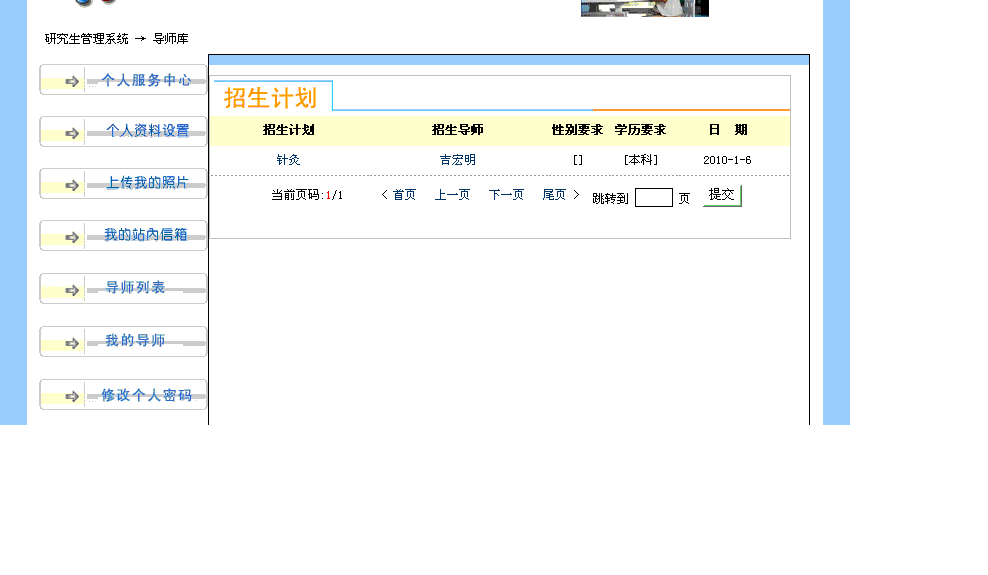 研究生管理系统 → 导师库
个人服务中心
个人资料设置
上传我的照片
我的站内信箱
导师列表
我的导师
修改个人密码
招生计划
招生计划 招生导师 性别要求 学历要求 日 期
针灸 吉宏明 [] [本科] 2010-1-6
当前页码:1/1 < 首页 上一页 下一页 尾页 > 跳转到 页 提交